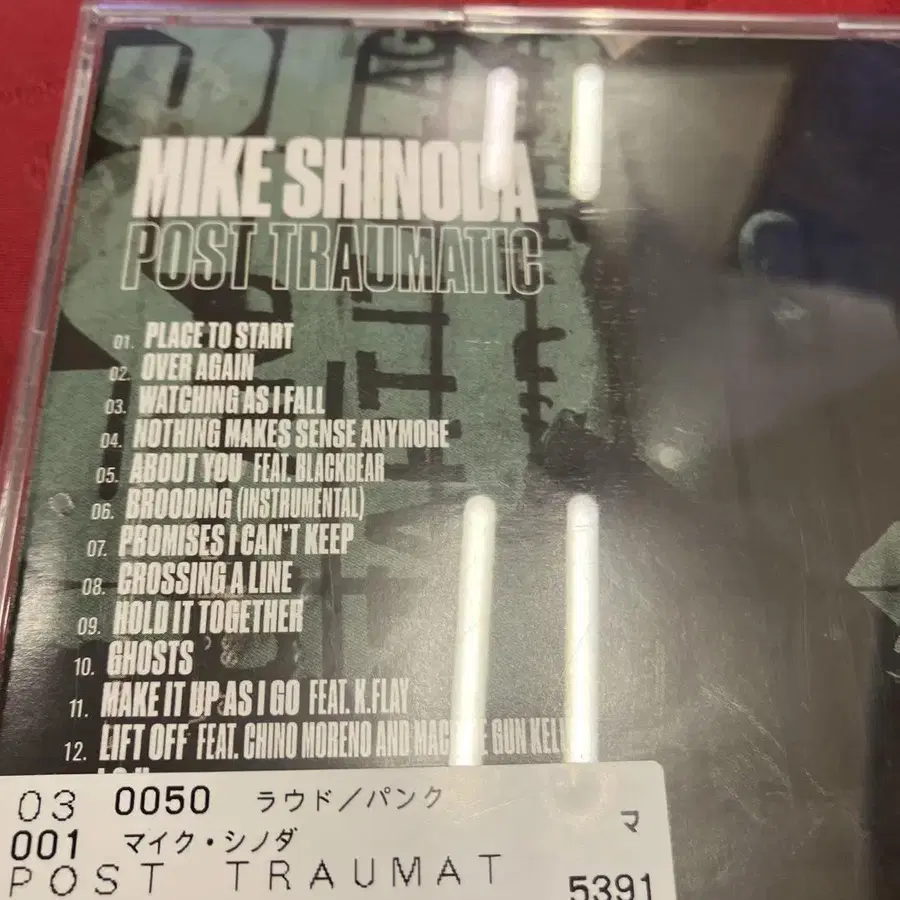 MIKE SHINODA
POST TRAUMATIC
01. PLACE TO START
02. OVER AGAIN
03. WATCHING AS I FALL
04. NOTHING MAKES SENSE ANYMORE
05. ABOUT YOU FEAT. BLACKBEAR
06. BROODING (INSTRUMENTAL)
07. PROMISES I CAN'T KEEP
08. CROSSING A LINE
09. HOLD IT TOGETHER
10. GHOSTS
11. MAKE IT UP AS I GO FEAT. K.FLAY
12. LIFT OFF FEAT. CHINO MORENO AND MACHINE GUN KELLY
03 0050 ラウド／パンク
001 マイク・シノダ マ
POST TRAUMAT
5391